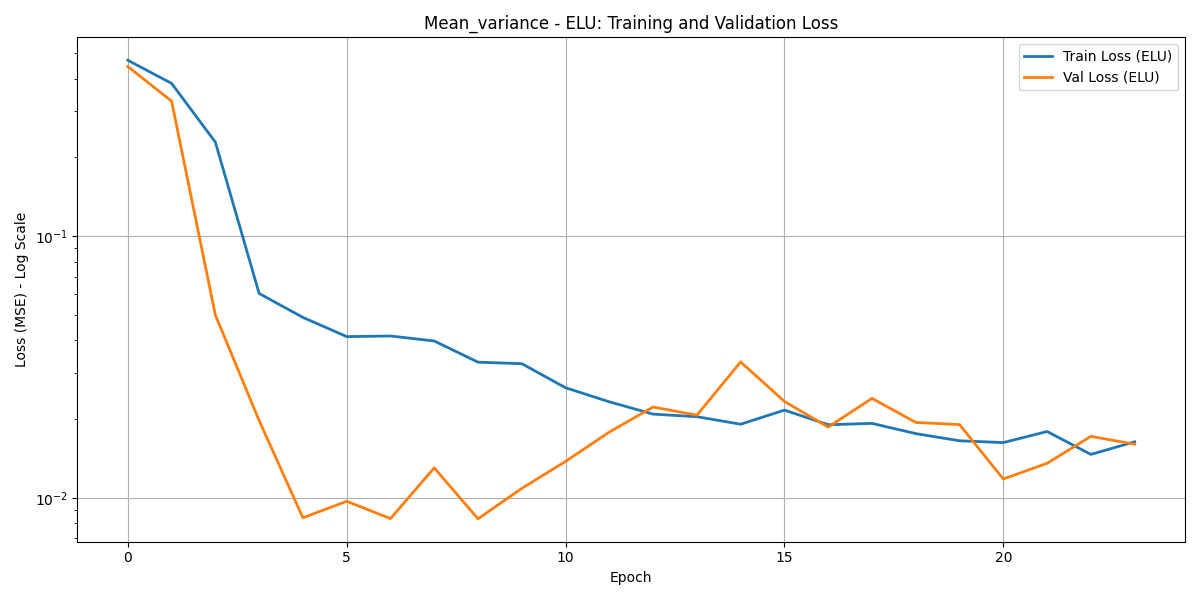 Mean_variance - ELU: Training and Validation Loss
Train Loss (ELU)
Val Loss (ELU)
Loss (MSE) - Log Scale
10⁻¹
10⁻²
0 5 10 15 20
Epoch